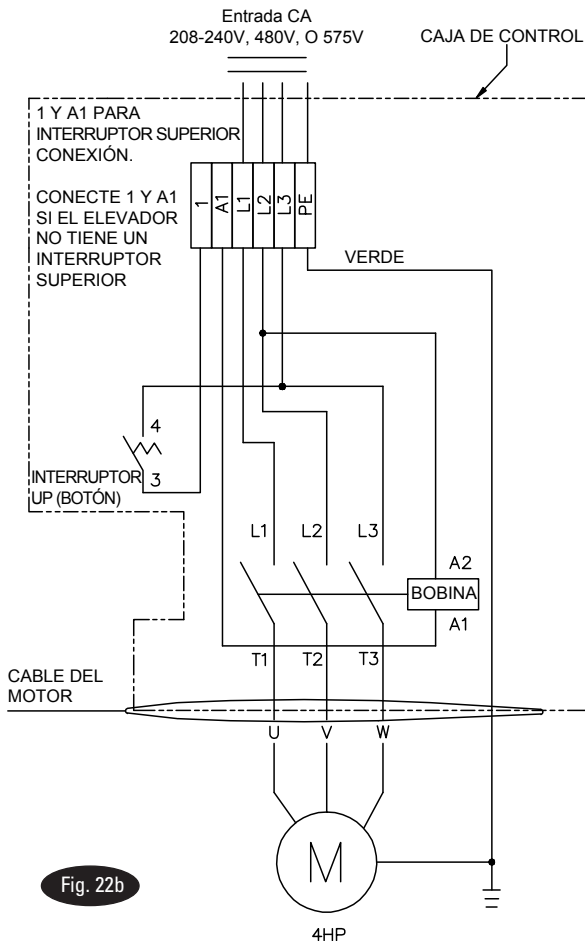 Entrada CA
208-240V, 480V, O 575V
CAJA DE CONTROL
1 Y A1 PARA
INTERRUPTOR SUPERIOR
CONEXIÓN.
CONECTE 1 Y A1
SI EL ELEVADOR
NO TIENE UN
INTERRUPTOR
SUPERIOR
1
A1
L1
L2
L3
PE
VERDE
4
3
INTERRUPTOR
UP (BOTÓN)
L1
L2
L3
A2
BOBINA
A1
T1
T2
T3
CABLE DEL
MOTOR
U
V
W
M
Fig. 22b
4HP